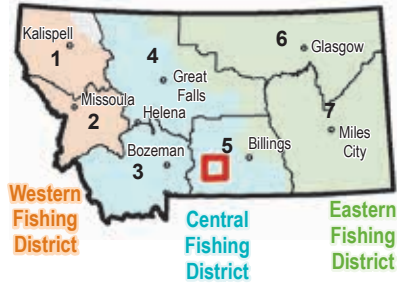 Kalispell
1
4
6
Glasgow
Great
Falls
Missoula
2
Helena
7
Miles
City
Bozeman
3
5
Billings
Western
Fishing
District
Central
Fishing
District
Eastern
Fishing
District